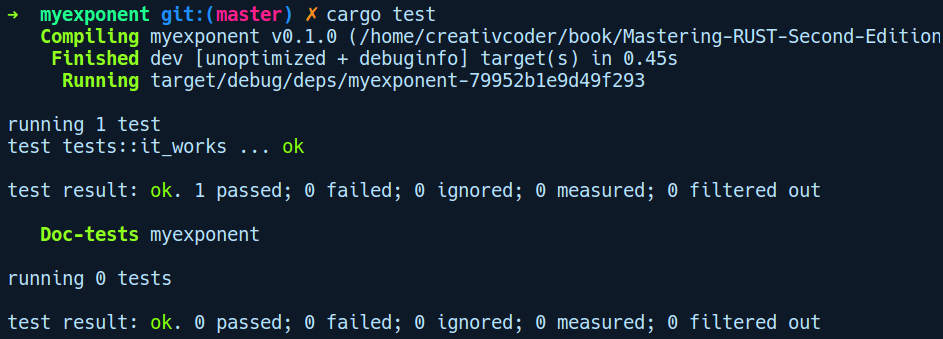 ➜  myexponent git:(master) ✗ cargo test
   Compiling myexponent v0.1.0 (/home/creativcoder/book/Mastering-RUST-Second-Edition
    Finished dev [unoptimized + debuginfo] target(s) in 0.45s
     Running target/debug/deps/myexponent-79952b1e9d49f293

running 1 test
test tests::it_works ... ok

test result: ok. 1 passed; 0 failed; 0 ignored; 0 measured; 0 filtered out

   Doc-tests myexponent

running 0 tests

test result: ok. 0 passed; 0 failed; 0 ignored; 0 measured; 0 filtered out